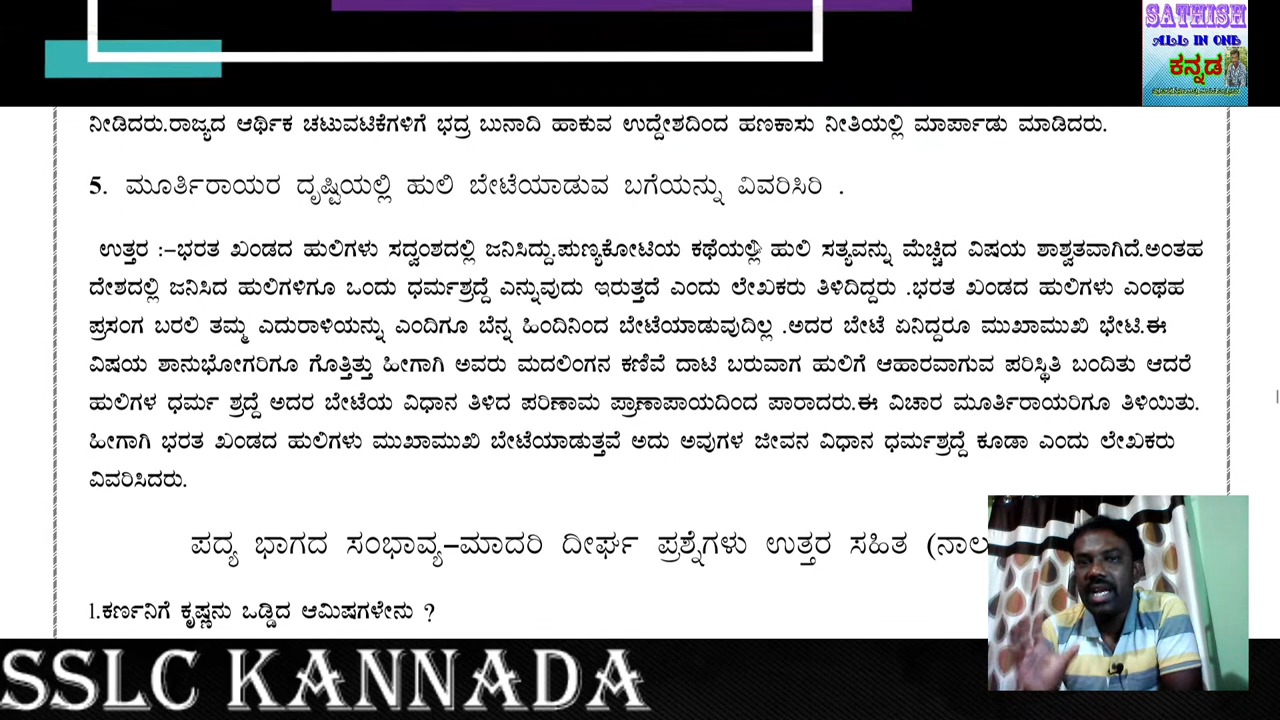 SATHISH
ALL IN ONE
ಕನ್ನಡ
ನೀಡಿದರು.ರಾಜ್ಯದ ಆರ್ಥಿಕ ಚಟುವಟಿಕೆಗಳಿಗೆ ಭದ್ರ ಬುನಾದಿ ಹಾಕುವ ಉದ್ದೇಶದಿಂದ ಹಣಕಾಸು ನೀತಿಯಲ್ಲಿ ಮಾರ್ಪಾಡು ಮಾಡಿದರು.
5. ಮೂರ್ತಿರಾಯರ ದೃಷ್ಟಿಯಲ್ಲಿ ಹುಲಿ ಬೇಟೆಯಾಡುವ ಬಗೆಯನ್ನು ವಿವರಿಸಿರಿ .
ಉತ್ತರ :-ಭರತ ಖಂಡದ ಹುಲಿಗಳು ಸದ್ವಂಶದಲ್ಲಿ ಜನಿಸಿದ್ದು.ಪುಣ್ಯಕೋಟಿಯ ಕಥೆಯಲ್ಲಿ ಹುಲಿ ಸತ್ಯವನ್ನು ಮೆಚ್ಚಿದ ವಿಷಯ ಶಾಶ್ವತವಾಗಿದೆ.ಅಂತಹ
ದೇಶದಲ್ಲಿ ಜನಿಸಿದ ಹುಲಿಗಳಿಗೂ ಒಂದು ಧರ್ಮಶ್ರದ್ದೆ ಎನ್ನುವುದು ಇರುತ್ತದೆ ಎಂದು ಲೇಖಕರು ತಿಳಿದಿದ್ದರು .ಭರತ ಖಂಡದ ಹುಲಿಗಳು ಎಂಥಹ
ಪ್ರಸಂಗ ಬರಲಿ ತಮ್ಮ ಎದುರಾಳಿಯನ್ನು ಎಂದಿಗೂ ಬೆನ್ನ ಹಿಂದಿನಿಂದ ಬೇಟೆಯಾಡುವುದಿಲ್ಲ .ಅದರ ಬೇಟೆ ಏನಿದ್ದರೂ ಮುಖಾಮುಖಿ ಭೇಟಿ.ಈ
ವಿಷಯ ಶಾನುಭೋಗರಿಗೂ ಗೊತ್ತಿತ್ತು ಹೀಗಾಗಿ ಅವರು ಮದಲಿಂಗನ ಕಣಿವೆ ದಾಟಿ ಬರುವಾಗ ಹುಲಿಗೆ ಆಹಾರವಾಗುವ ಪರಿಸ್ಥಿತಿ ಬಂದಿತು ಆದರೆ
ಹುಲಿಗಳ ಧರ್ಮ ಶ್ರದ್ದೆ ಅದರ ಬೇಟೆಯ ವಿಧಾನ ತಿಳಿದ ಪರಿಣಾಮ ಪ್ರಾಣಾಪಾಯದಿಂದ ಪಾರಾದರು.ಈ ವಿಚಾರ ಮೂರ್ತಿರಾಯರಿಗೂ ತಿಳಿಯಿತು.
ಹೀಗಾಗಿ ಭರತ ಖಂಡದ ಹುಲಿಗಳು ಮುಖಾಮುಖಿ ಬೇಟೆಯಾಡುತ್ತವೆ ಅದು ಅವುಗಳ ಜೀವನ ವಿಧಾನ ಧರ್ಮಶ್ರದ್ದೆ ಕೂಡಾ ಎಂದು ಲೇಖಕರು
ವಿವರಿಸಿದರು.
ಪದ್ಯ ಭಾಗದ ಸಂಭಾವ್ಯ-ಮಾದರಿ ದೀರ್ಘ ಪ್ರಶ್ನೆಗಳು ಉತ್ತರ ಸಹಿತ
1.ಕರ್ಣನಿಗೆ ಕೃಷ್ಣನು ಒಡ್ಡಿದ ಆಮಿಷಗಳೇನು ?
SSLC KANNADA